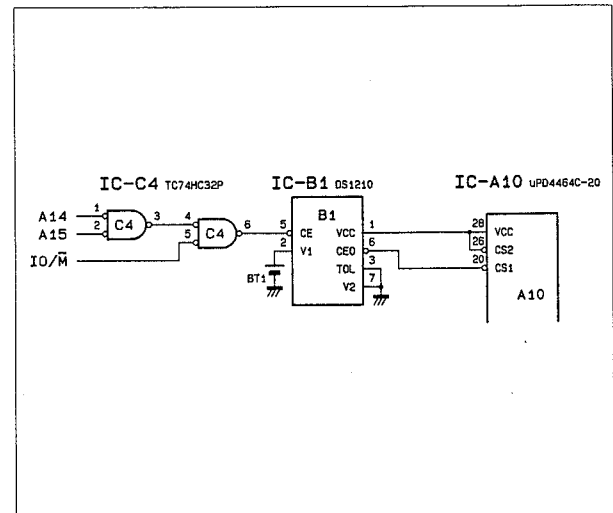 IC-C4 TC74HC32P
IC-B1 DS1210
IC-A10 uPD4464C-20
A14
A15
IO/M̅
1
2
C4
3
4
5
C4
6
B1
5
CE
2
V1
BT1
VCC
1
CEO
6
TOL
3
V2
7
28
VCC
26
CS2
20
CS1
A10